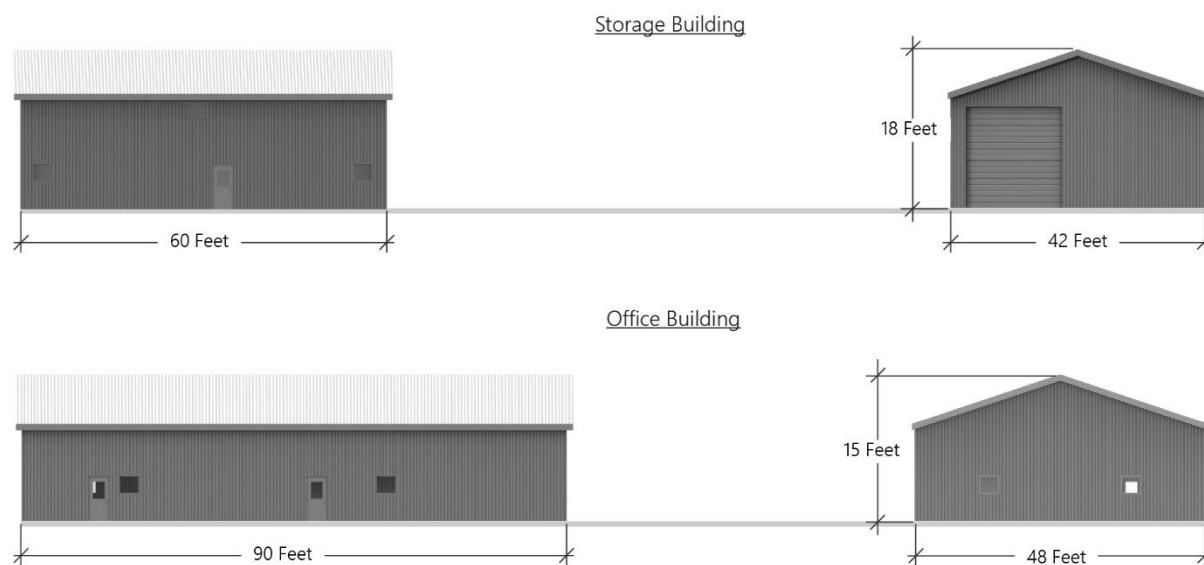 Storage Building
18 Feet
60 Feet
42 Feet
Office Building
15 Feet
90 Feet
48 Feet